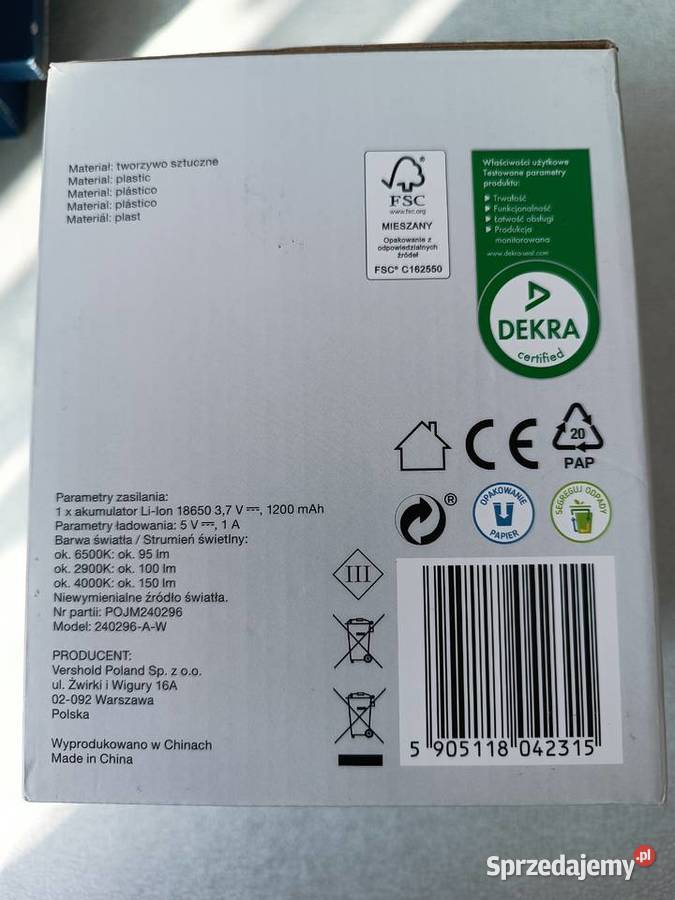 Materiał: tworzywo sztuczne
Material: plastic
Material: plástico
Material: plástico
Materiál: plast
FSC
www.fsc.org
MIESZANY
Opakowanie z
odpowiedzialnych
źródeł
FSC® C162550
Właściwości użytkowe
Testowane parametry
produktu:
Trwałość
Funkcjonalność
Łatwość obsługi
Produkcja
monitorowana
www.dekra-seal.com
DEKRA
certified
CE
20
PAP
Parametry zasilania:
1 x akumulator Li-Ion 18650 3,7 V ⎓, 1200 mAh
Parametry ładowania: 5 V ⎓, 1 A
Barwa światła / Strumień świetlny:
ok. 6500K: ok. 95 lm
ok. 2900K: ok. 100 lm
ok. 4000K: ok. 150 lm
Niewymienialne źródło światła.
Nr partii: POJM240296
Model: 240296-A-W
®
OPAKOWANIE
PAPIER
SEGREGUJ ODPADY
III
PRODUCENT:
Vershold Poland Sp. z o.o.
ul. Żwirki i Wigury 16A
02-092 Warszawa
Polska
Wyprodukowano w Chinach
Made in China
5 905118 042315
Sprzedajemy.pl